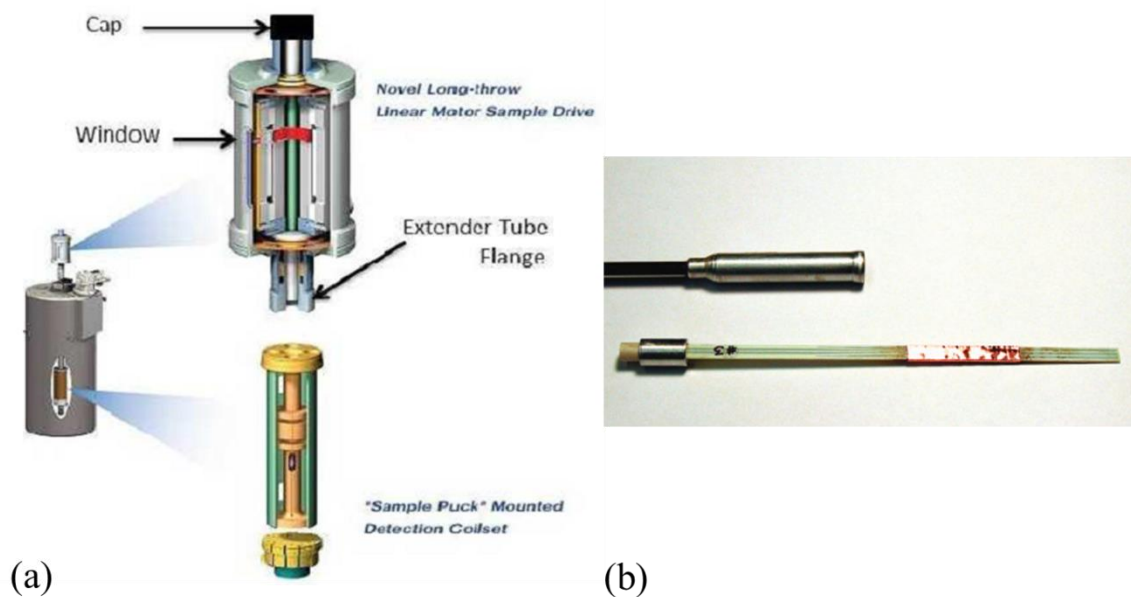 Cap
Novel Long-throw
Linear Motor Sample Drive
Window
Extender Tube
Flange
"Sample Puck" Mounted
Detection Coilset
#3
(a)
(b)